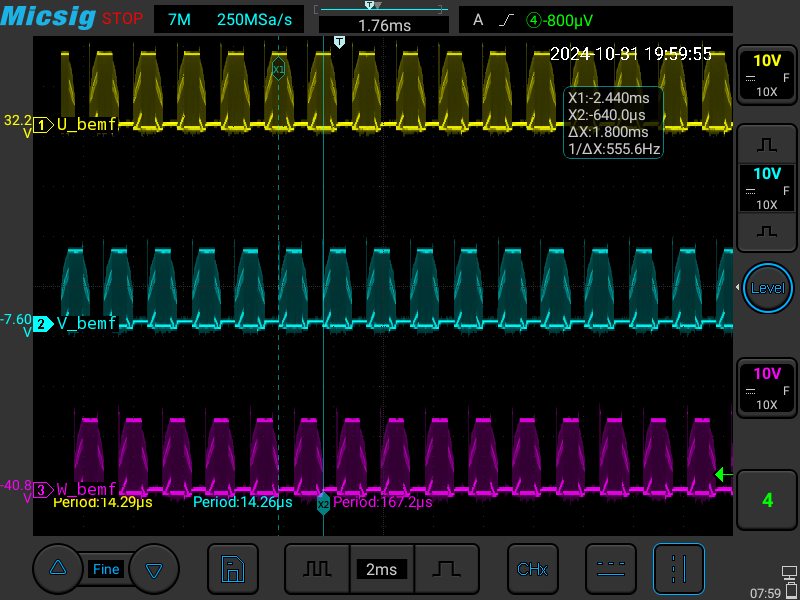 Micsig STOP 7M 250MSa/s T 1.76ms A ④-800μV
T
2024-10-31 19:59:55
10V
F
10X
X1
X1:-2.440ms
X2:-640.0μs
ΔX:1.800ms
1/ΔX:555.6Hz
32.2
V
1 U_bemf
10V
F
10X
Level
-7.60
V
2 V_bemf
10V
F
10X
-40.8
V
3 W_bemf
Period:14.29μs Period:14.26μs X2 Period:167.2μs
4
Fine 2ms CHx
07:59